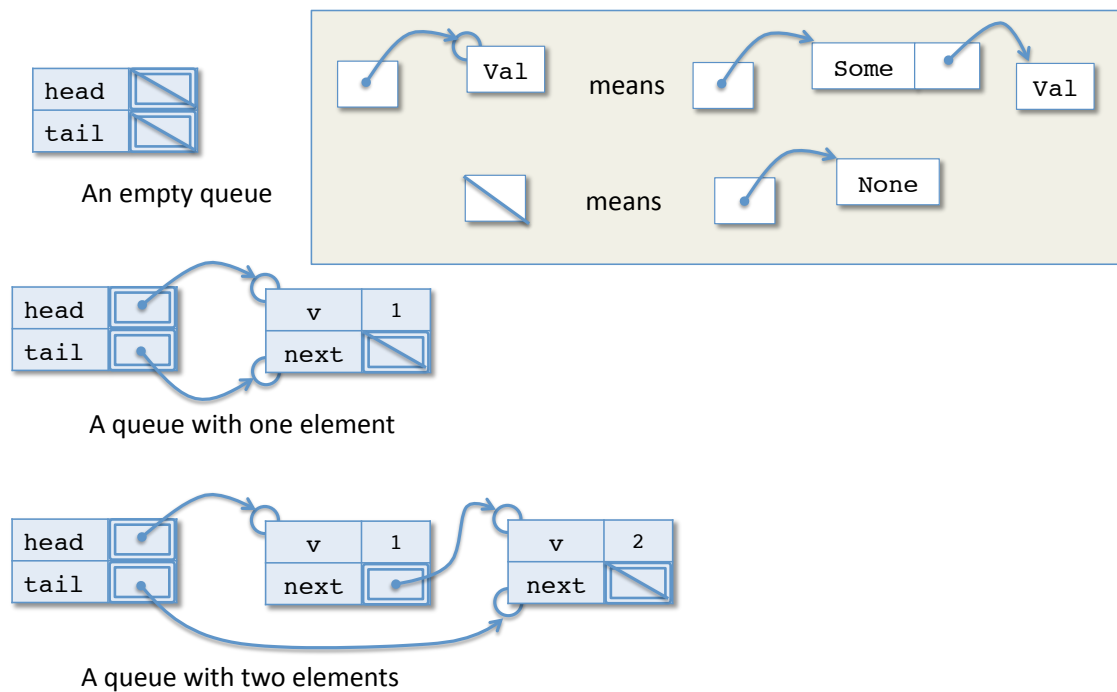 head
tail
An empty queue
Val
means
Some
Val
means
None
head
tail
v 1
next
A queue with one element
head
tail
v 1
next
v 2
next
A queue with two elements